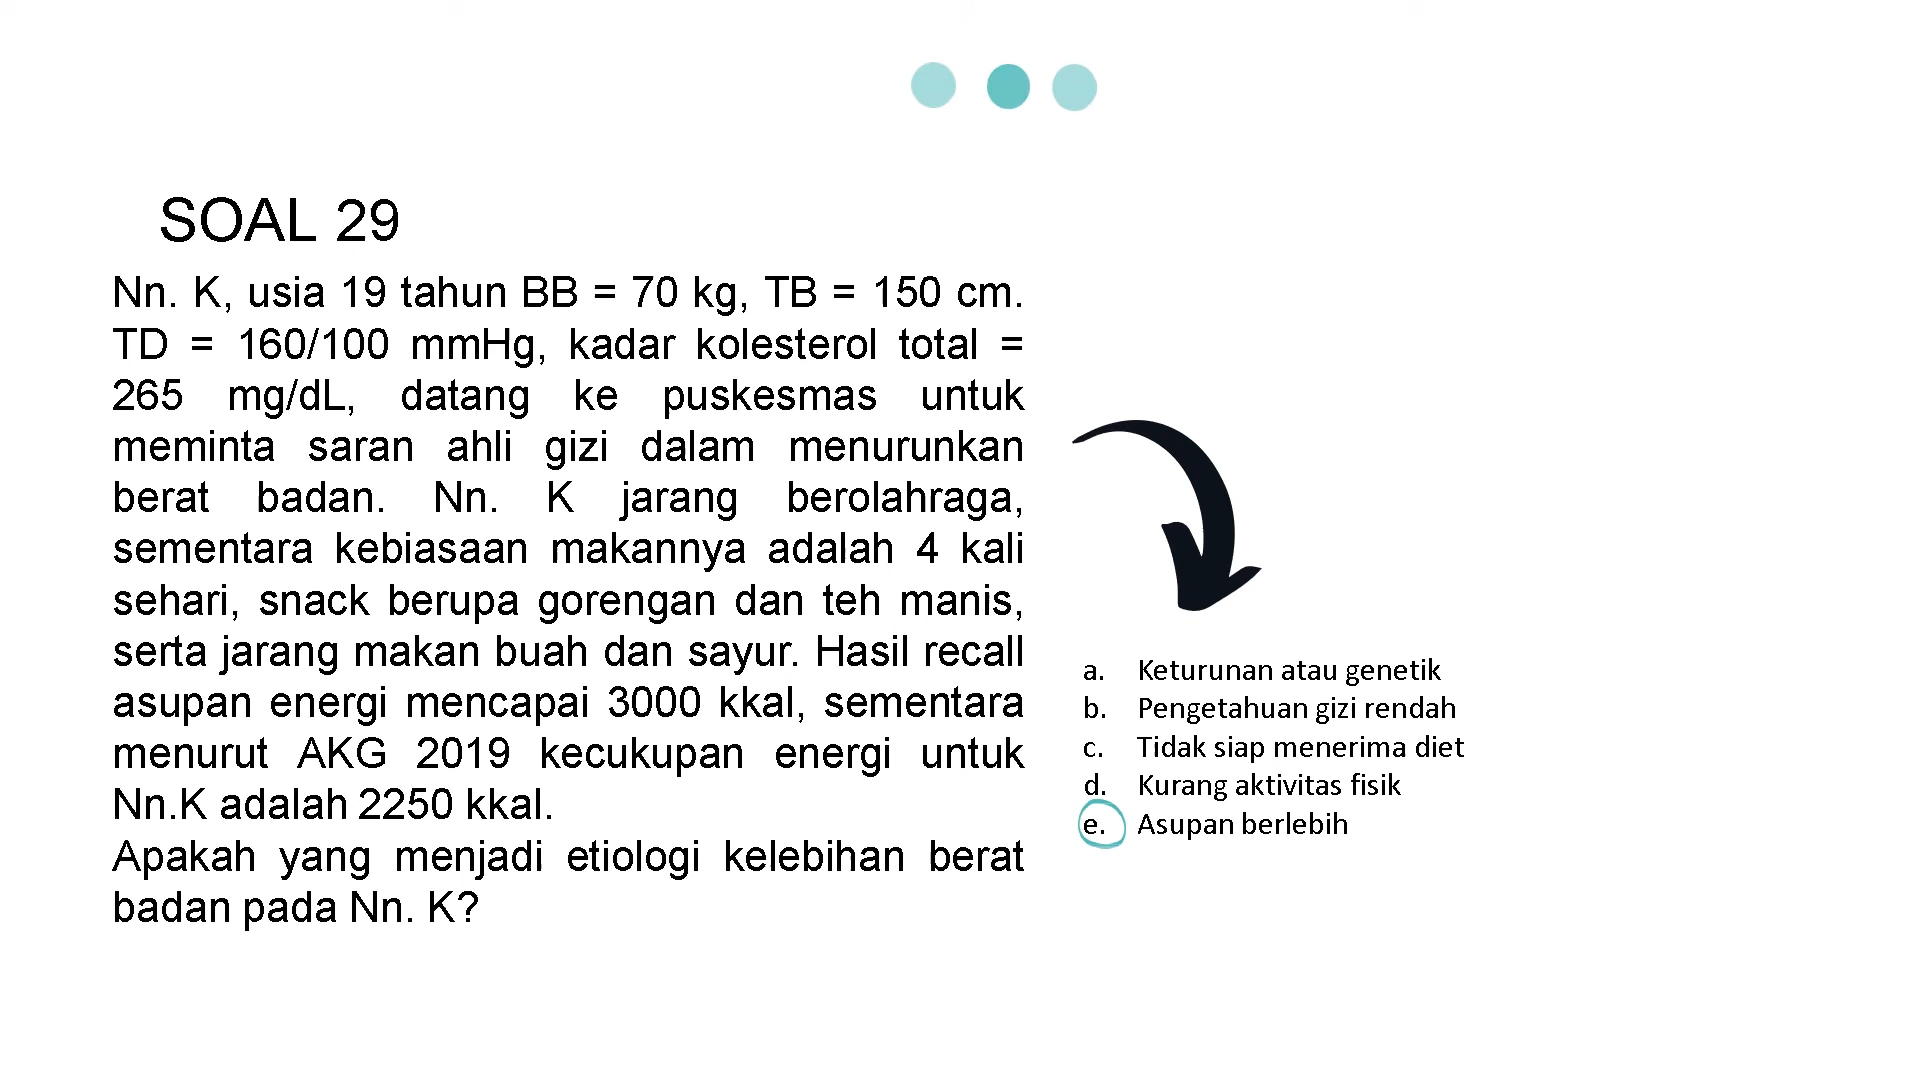 SOAL 29
Nn. K, usia 19 tahun BB = 70 kg, TB = 150 cm.
TD = 160/100 mmHg, kadar kolesterol total =
265 mg/dL, datang ke puskesmas untuk
meminta saran ahli gizi dalam menurunkan
berat badan. Nn. K jarang berolahraga,
sementara kebiasaan makannya adalah 4 kali
sehari, snack berupa gorengan dan teh manis,
serta jarang makan buah dan sayur. Hasil recall
asupan energi mencapai 3000 kkal, sementara
menurut AKG 2019 kecukupan energi untuk
Nn.K adalah 2250 kkal.
Apakah yang menjadi etiologi kelebihan berat
badan pada Nn. K?
a. Keturunan atau genetik
b. Pengetahuan gizi rendah
c. Tidak siap menerima diet
d. Kurang aktivitas fisik
e. Asupan berlebih